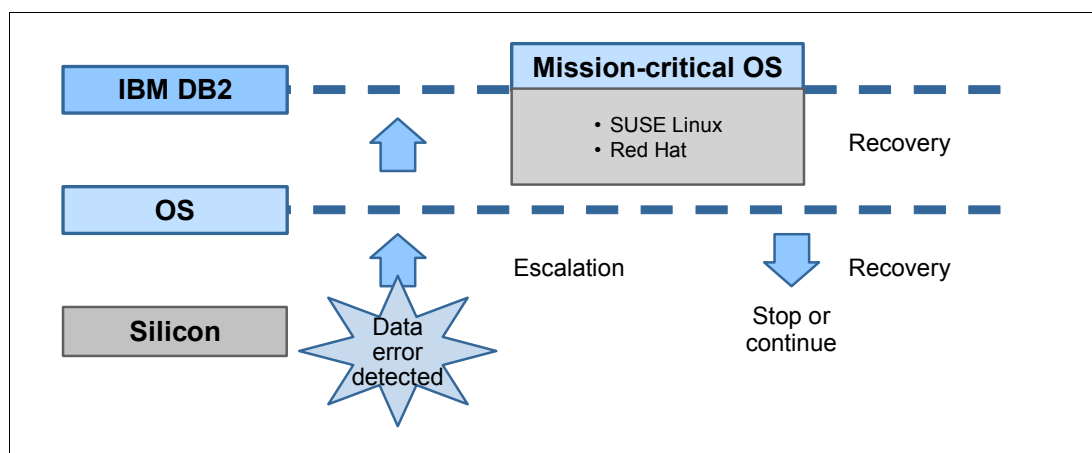 Mission-critical OS
IBM DB2
• SUSE Linux
• Red Hat
Recovery
OS
Escalation
Recovery
Silicon
Data
error
detected
Stop or
continue